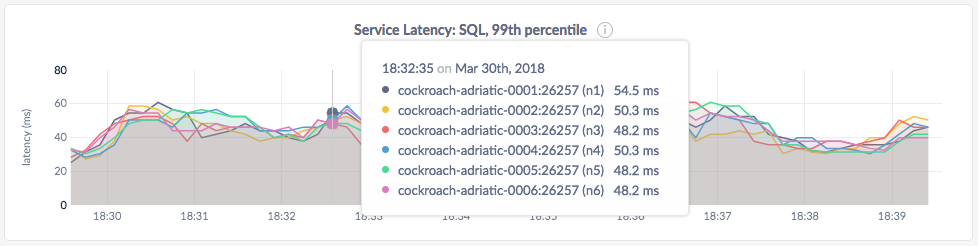 Service Latency: SQL, 99th percentile i
18:32:35 on Mar 30th, 2018
cockroach-adriatic-0001:26257 (n1) 54.5 ms
cockroach-adriatic-0002:26257 (n2) 50.3 ms
cockroach-adriatic-0003:26257 (n3) 48.2 ms
cockroach-adriatic-0004:26257 (n4) 50.3 ms
cockroach-adriatic-0005:26257 (n5) 48.2 ms
cockroach-adriatic-0006:26257 (n6) 48.2 ms
latency (ms)
80
60
40
20
0
18:30 18:31 18:32 18:33 18:34 18:35 18:36 18:37 18:38 18:39